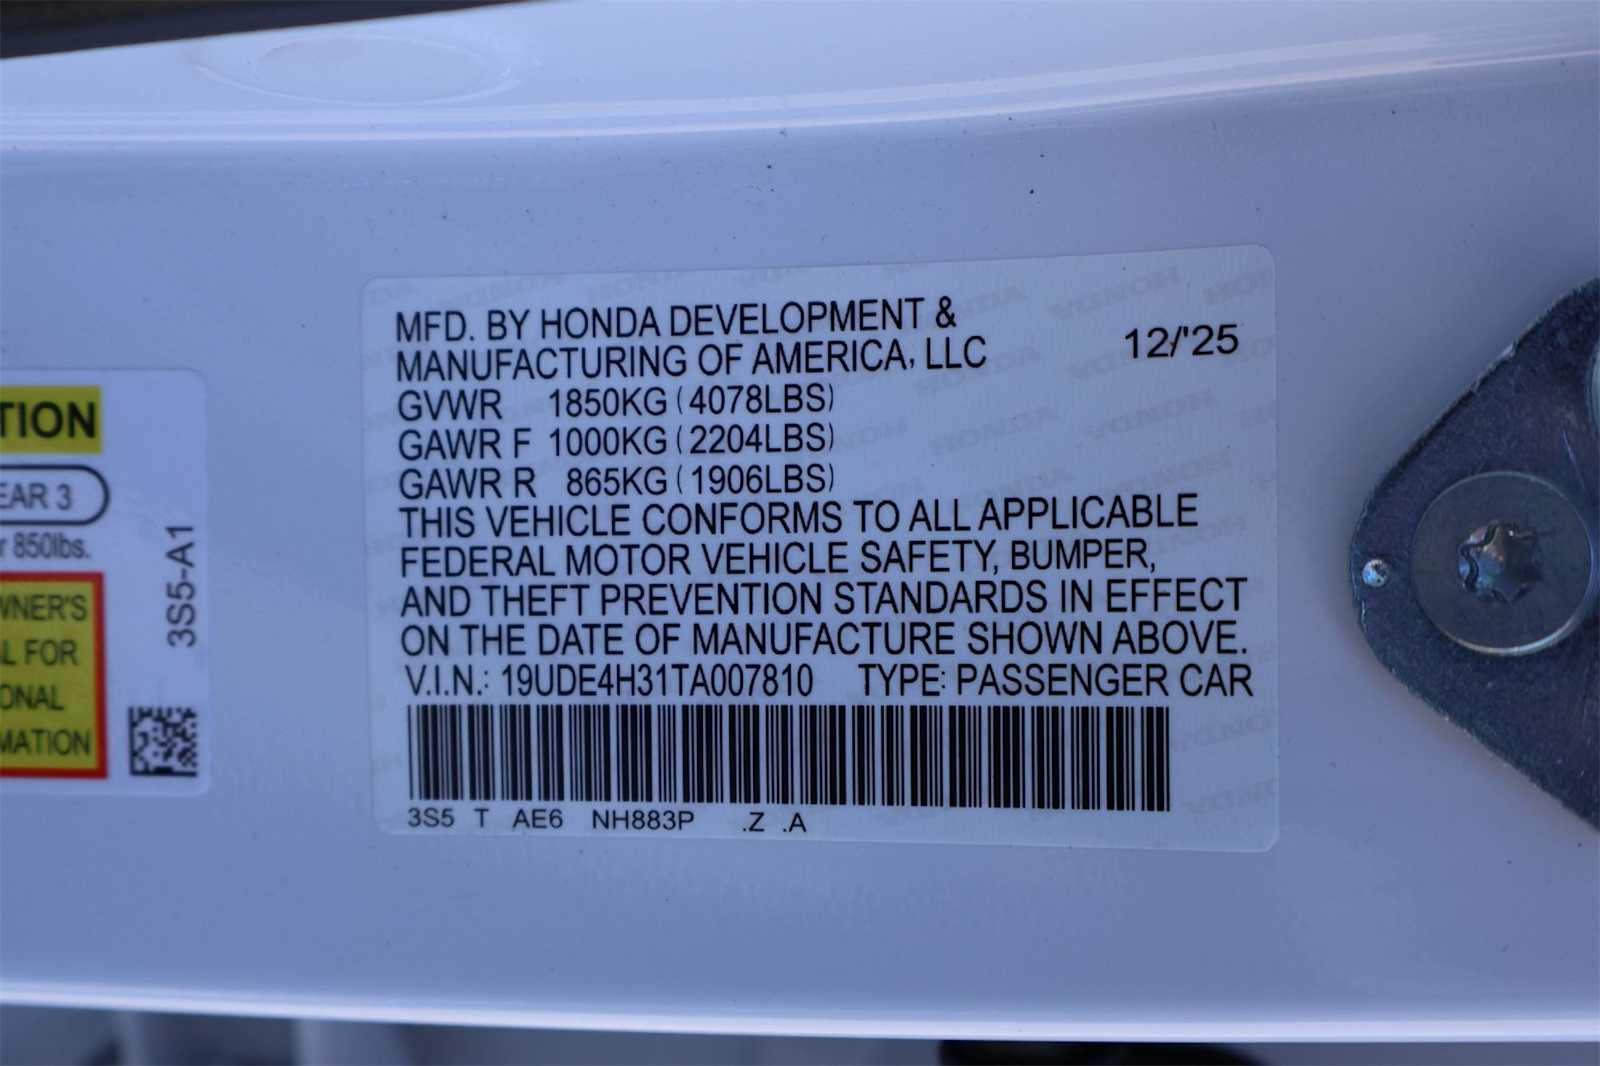 TION
EAR 3
r 850lbs.
WNER'S
L FOR
ONAL
MATION
3S5-A1
MFD. BY HONDA DEVELOPMENT &
MANUFACTURING OF AMERICA, LLC 12/'25
GVWR 1850KG (4078LBS)
GAWR F 1000KG (2204LBS)
GAWR R 865KG (1906LBS)
THIS VEHICLE CONFORMS TO ALL APPLICABLE
FEDERAL MOTOR VEHICLE SAFETY, BUMPER,
AND THEFT PREVENTION STANDARDS IN EFFECT
ON THE DATE OF MANUFACTURE SHOWN ABOVE.
V.I.N.: 19UDE4H31TA007810 TYPE: PASSENGER CAR
3S5 T AE6 NH883P .Z .A